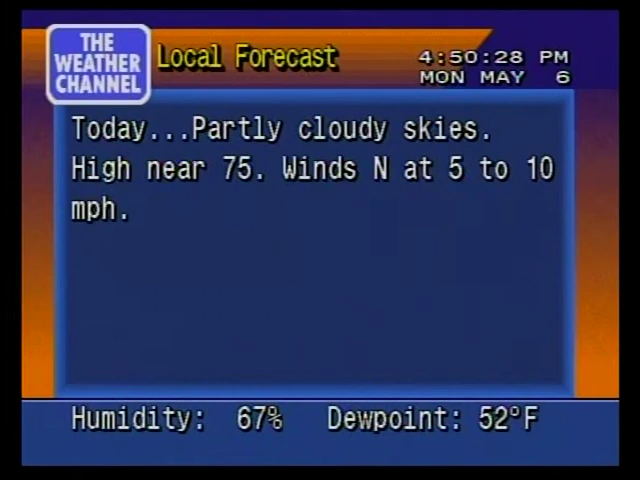 THE
WEATHER
CHANNEL
Local Forecast
4:50:28 PM
MON MAY 6
Today...Partly cloudy skies.
High near 75. Winds N at 5 to 10
mph.
Humidity: 67% Dewpoint: 52°F